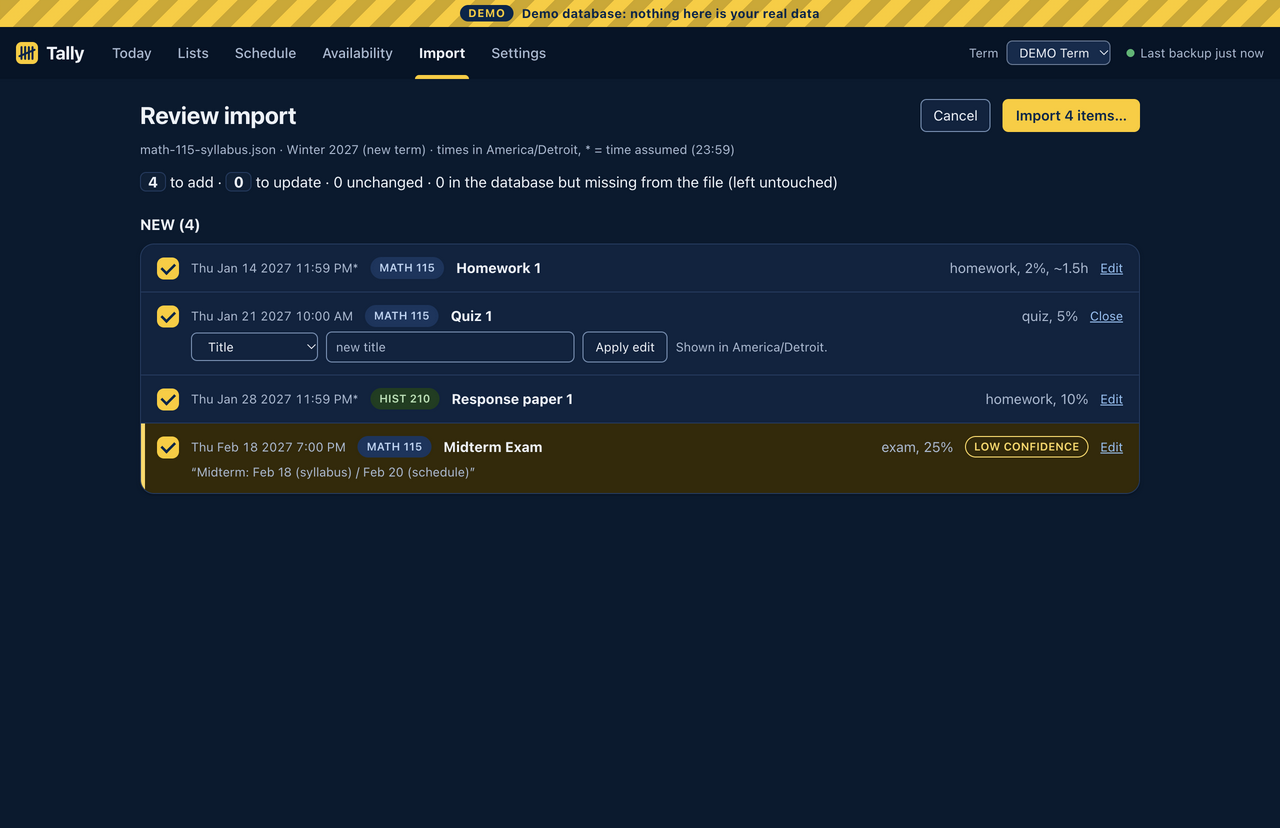 DEMO Demo database: nothing here is your real data
Tally Today Lists Schedule Availability Import Settings Term DEMO Term Last backup just now
Review import Cancel Import 4 items...
math-115-syllabus.json · Winter 2027 (new term) · times in America/Detroit, * = time assumed (23:59)
4 to add · 0 to update · 0 unchanged · 0 in the database but missing from the file (left untouched)
NEW (4)
Thu Jan 14 2027 11:59 PM* MATH 115 Homework 1 homework, 2%, ~1.5h Edit
Thu Jan 21 2027 10:00 AM MATH 115 Quiz 1 quiz, 5% Close
Title new title Apply edit Shown in America/Detroit.
Thu Jan 28 2027 11:59 PM* HIST 210 Response paper 1 homework, 10% Edit
Thu Feb 18 2027 7:00 PM MATH 115 Midterm Exam exam, 25% LOW CONFIDENCE Edit
“Midterm: Feb 18 (syllabus) / Feb 20 (schedule)”